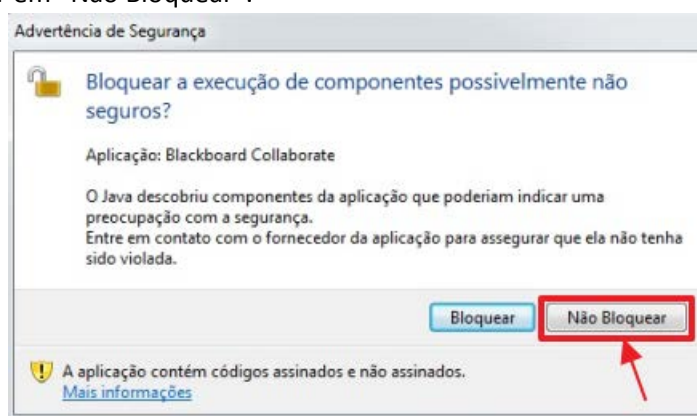 em "Não Bloquear".
Advertência de Segurança
Bloquear a execução de componentes possivelmente não
seguros?
Aplicação: Blackboard Collaborate
O Java descobriu componentes da aplicação que poderiam indicar uma
preocupação com a segurança.
Entre em contato com o fornecedor da aplicação para assegurar que ela não tenha
sido violada.
Bloquear Não Bloquear
A aplicação contém códigos assinados e não assinados.
Mais informações